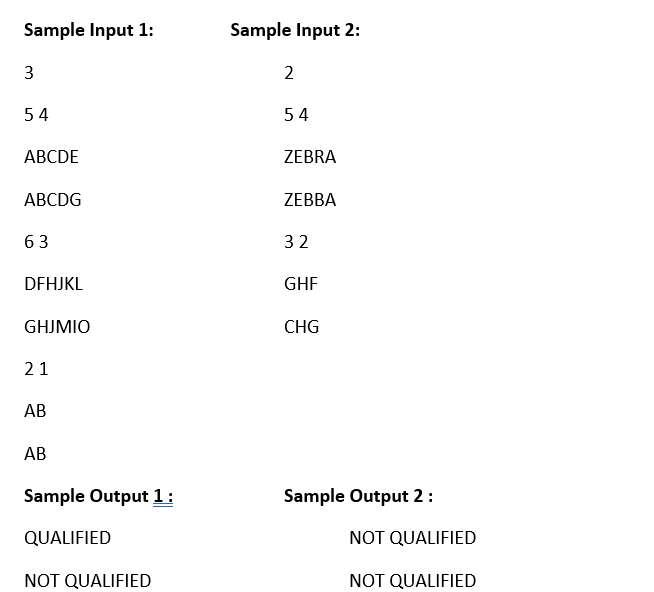 Sample Input 1: Sample Input 2:
3 2
5 4 5 4
ABCDE ZEBRA
ABCDG ZEBBA
6 3 3 2
DFHJKL GHF
GHJMIO CHG
2 1
AB
AB
Sample Output 1 : Sample Output 2 :
QUALIFIED NOT QUALIFIED
NOT QUALIFIED NOT QUALIFIED